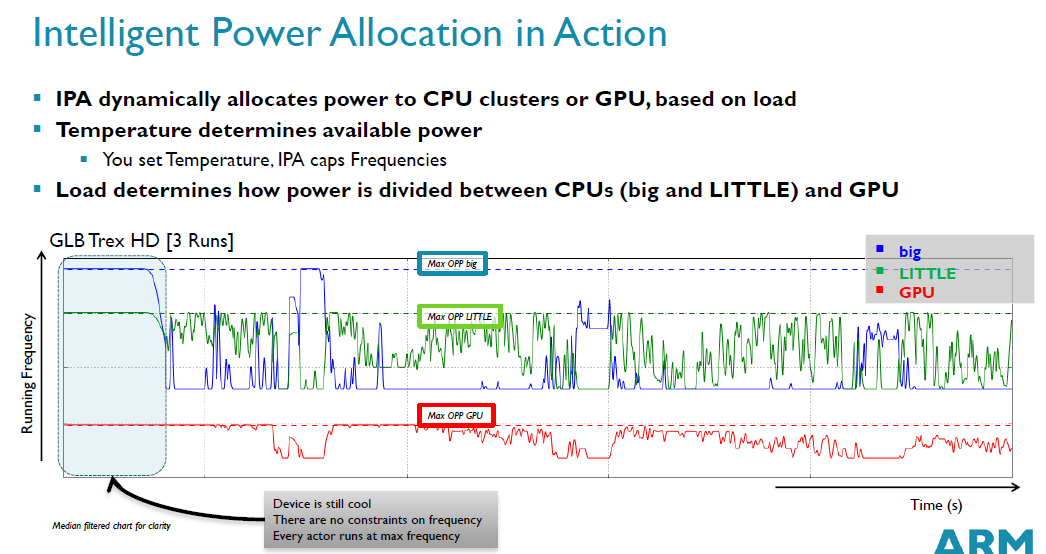 Intelligent Power Allocation in Action
IPA dynamically allocates power to CPU clusters or GPU, based on load
Temperature determines available power
You set Temperature, IPA caps Frequencies
Load determines how power is divided between CPUs (big and LITTLE) and GPU
GLB Trex HD [3 Runs]
big
LITTLE
GPU
Max OPP big
Max OPP LITTLE
Max OPP GPU
Running Frequency
Time (s)
Device is still cool
There are no constraints on frequency
Every actor runs at max frequency
Median filtered chart for clarity
ARM